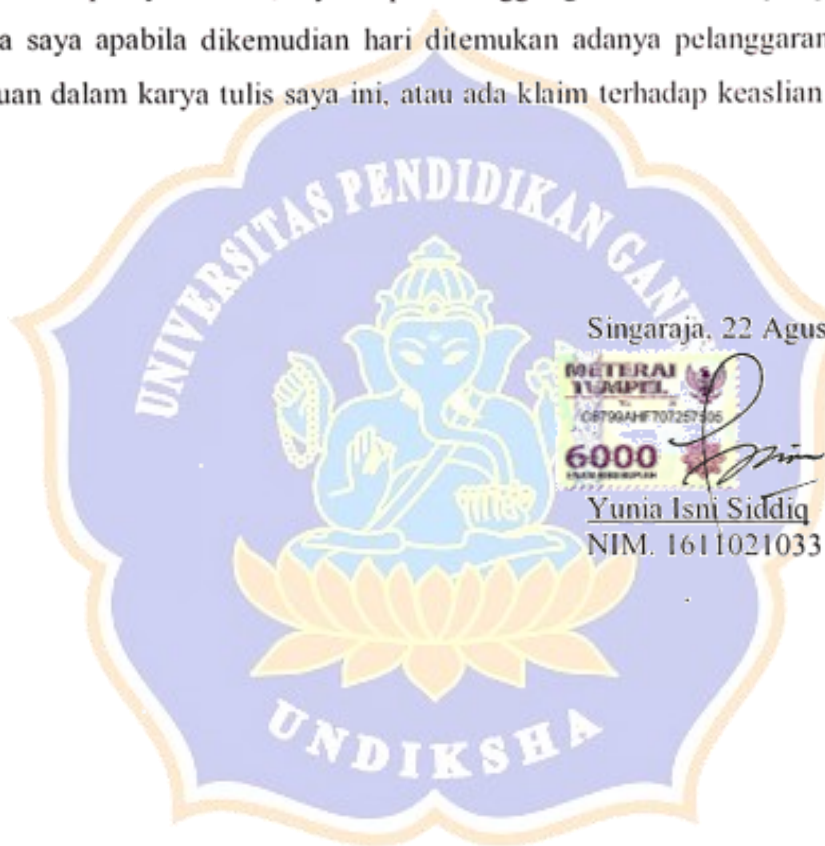 a saya apabila dikemudian hari ditemukan adanya pelanggaran
uan dalam karya tulis saya ini, atau ada klaim terhadap keaslian
UNIVERSITAS PENDIDIKAN GANE
Singaraja, 22 Agus
METERAI
TEMPEL
6000
Yunia Isni Siddiq
NIM. 1611021033
UNDIKSHA